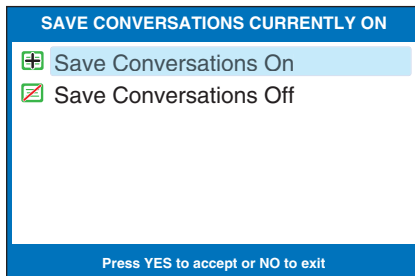 SAVE CONVERSATIONS CURRENTLY ON
Save Conversations On
Save Conversations Off
Press YES to accept or NO to exit